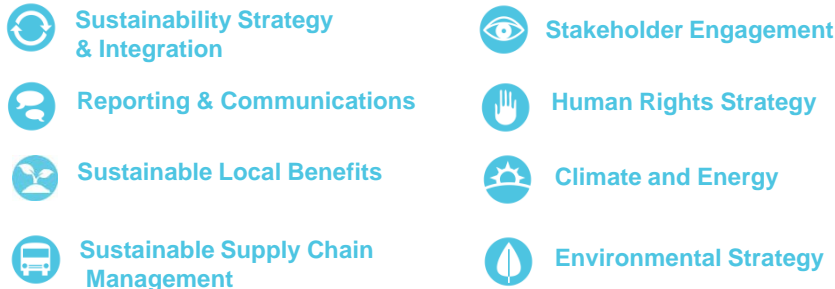 Sustainability Strategy
& Integration
Reporting & Communications
Sustainable Local Benefits
Sustainable Supply Chain
Management
Stakeholder Engagement
Human Rights Strategy
Climate and Energy
Environmental Strategy